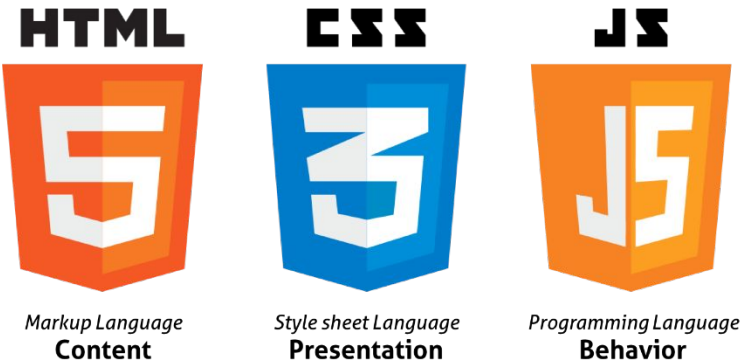 HTML
CSS
JS
5
3
JS
Markup Language
Style sheet Language
Programming Language
Content
Presentation
Behavior